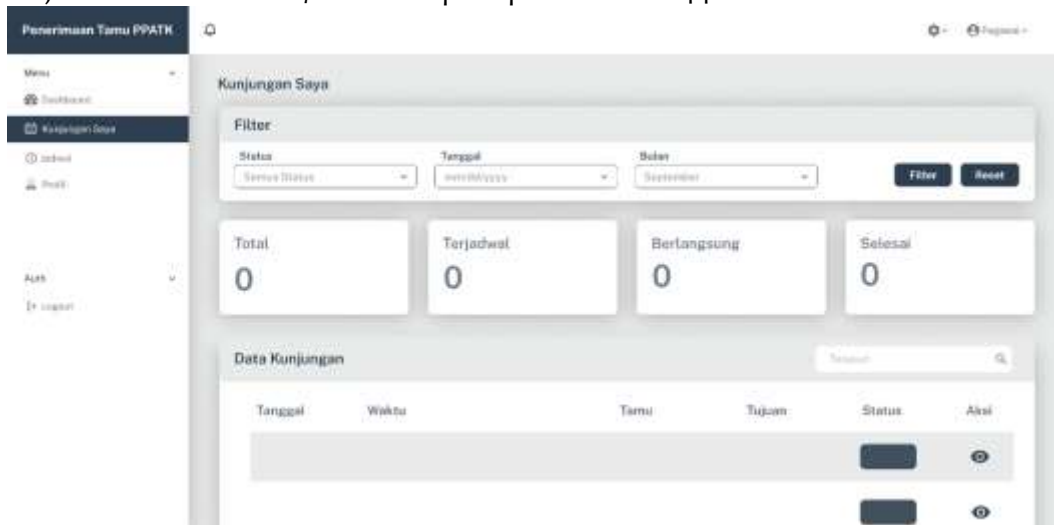 Penerimaan Tamu PPATK
Pegawai
Menu
Dashboard
Kunjungan Saya
Jadwal
Profil
Auth
Logout
Kunjungan Saya
Filter
Status Tanggal Bulan
Semua Status mm/dd/yyyy September Filter Reset
Total Terjadwal Berlangsung Selesai
0 0 0 0
Data Kunjungan
Tanggal Waktu Tamu Tujuan Status Aksi